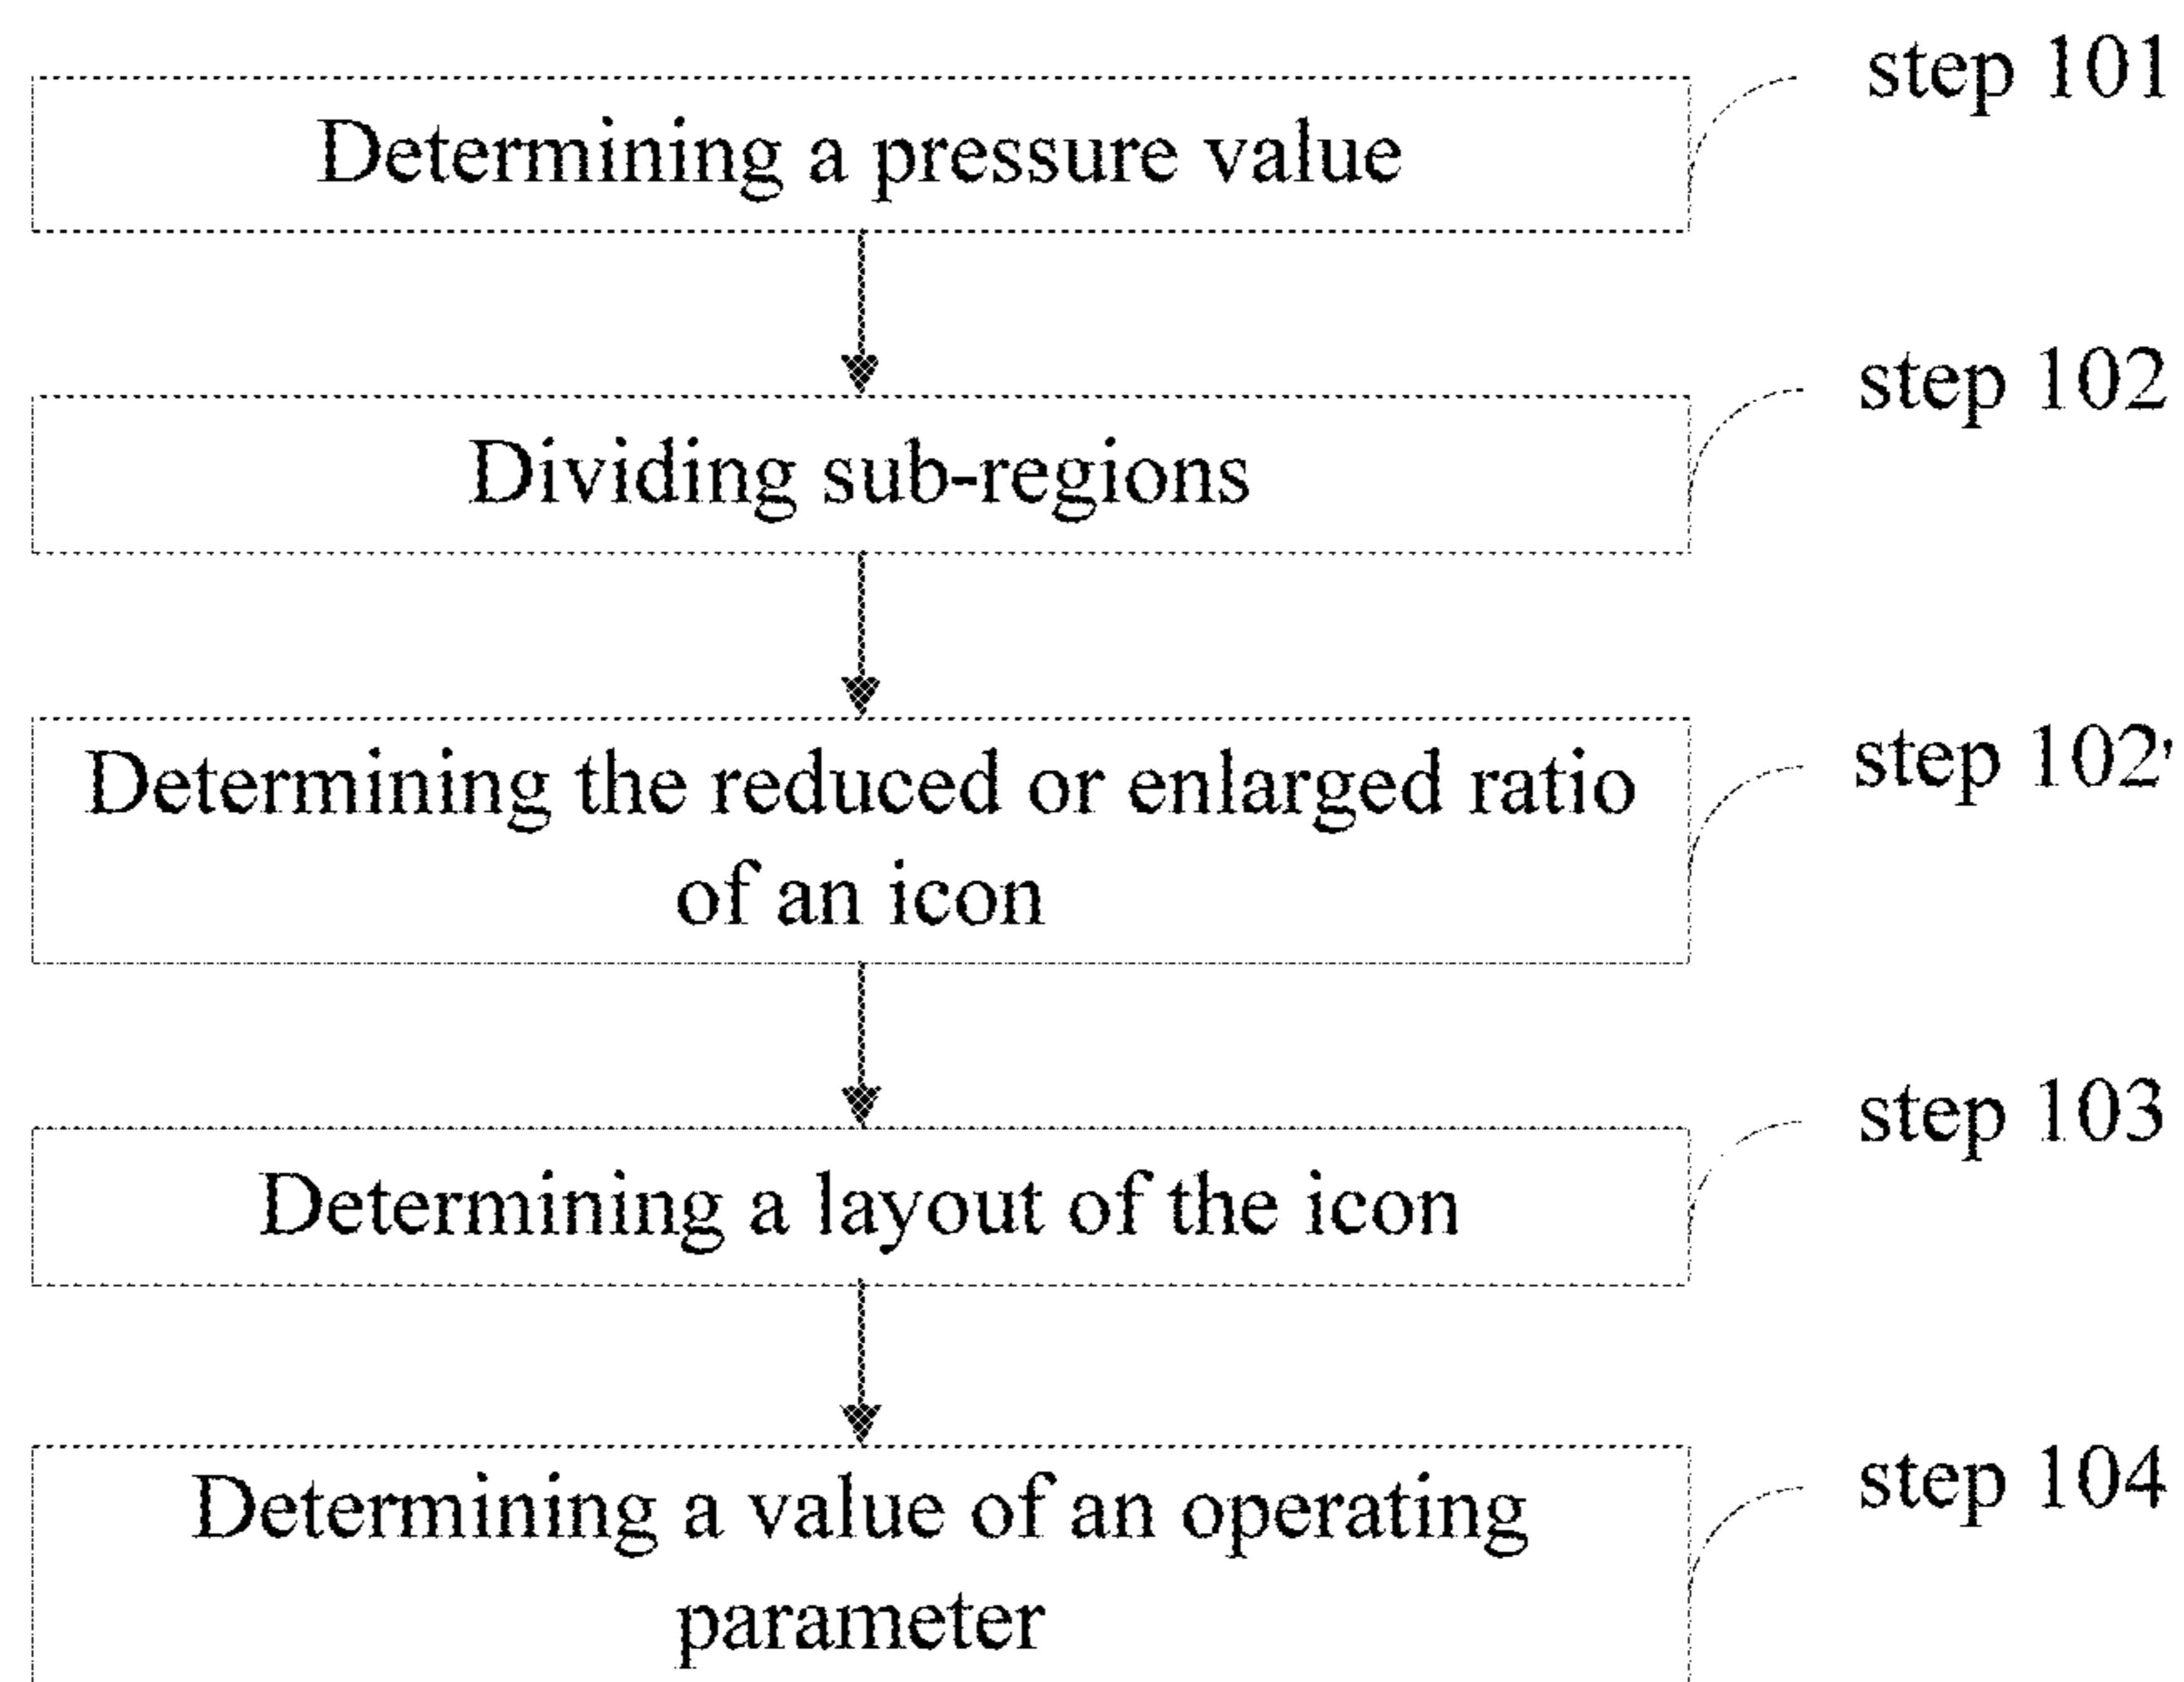 step 101
Determining a pressure value
step 102
Dividing sub-regions
step 102'
Determining the reduced or enlarged ratio
of an icon
step 103
Determining a layout of the icon
step 104
Determining a value of an operating
parameter